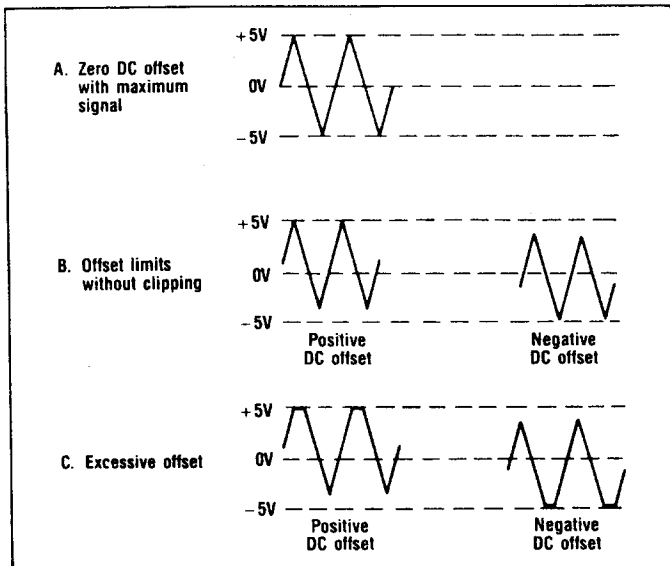 A. Zero DC offset
with maximum
signal
+5V
0V
-5V
B. Offset limits
without clipping
+5V
0V
-5V
Positive
DC offset
Negative
DC offset
C. Excessive offset
+5V
0V
-5V
Positive
DC offset
Negative
DC offset